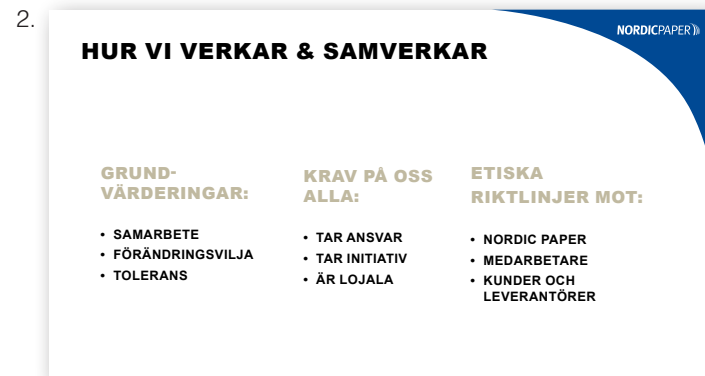 2.
NORDICPAPER
HUR VI VERKAR & SAMVERKAR
GRUND-
VÄRDERINGAR:
• SAMARBETE
• FÖRÄNDRINGSVILJA
• TOLERANS
KRAV PÅ OSS
ALLA:
• TAR ANSVAR
• TAR INITIATIV
• ÄR LOJALA
ETISKA
RIKTLINJER MOT:
• NORDIC PAPER
• MEDARBETARE
• KUNDER OCH
LEVERANTÖRER